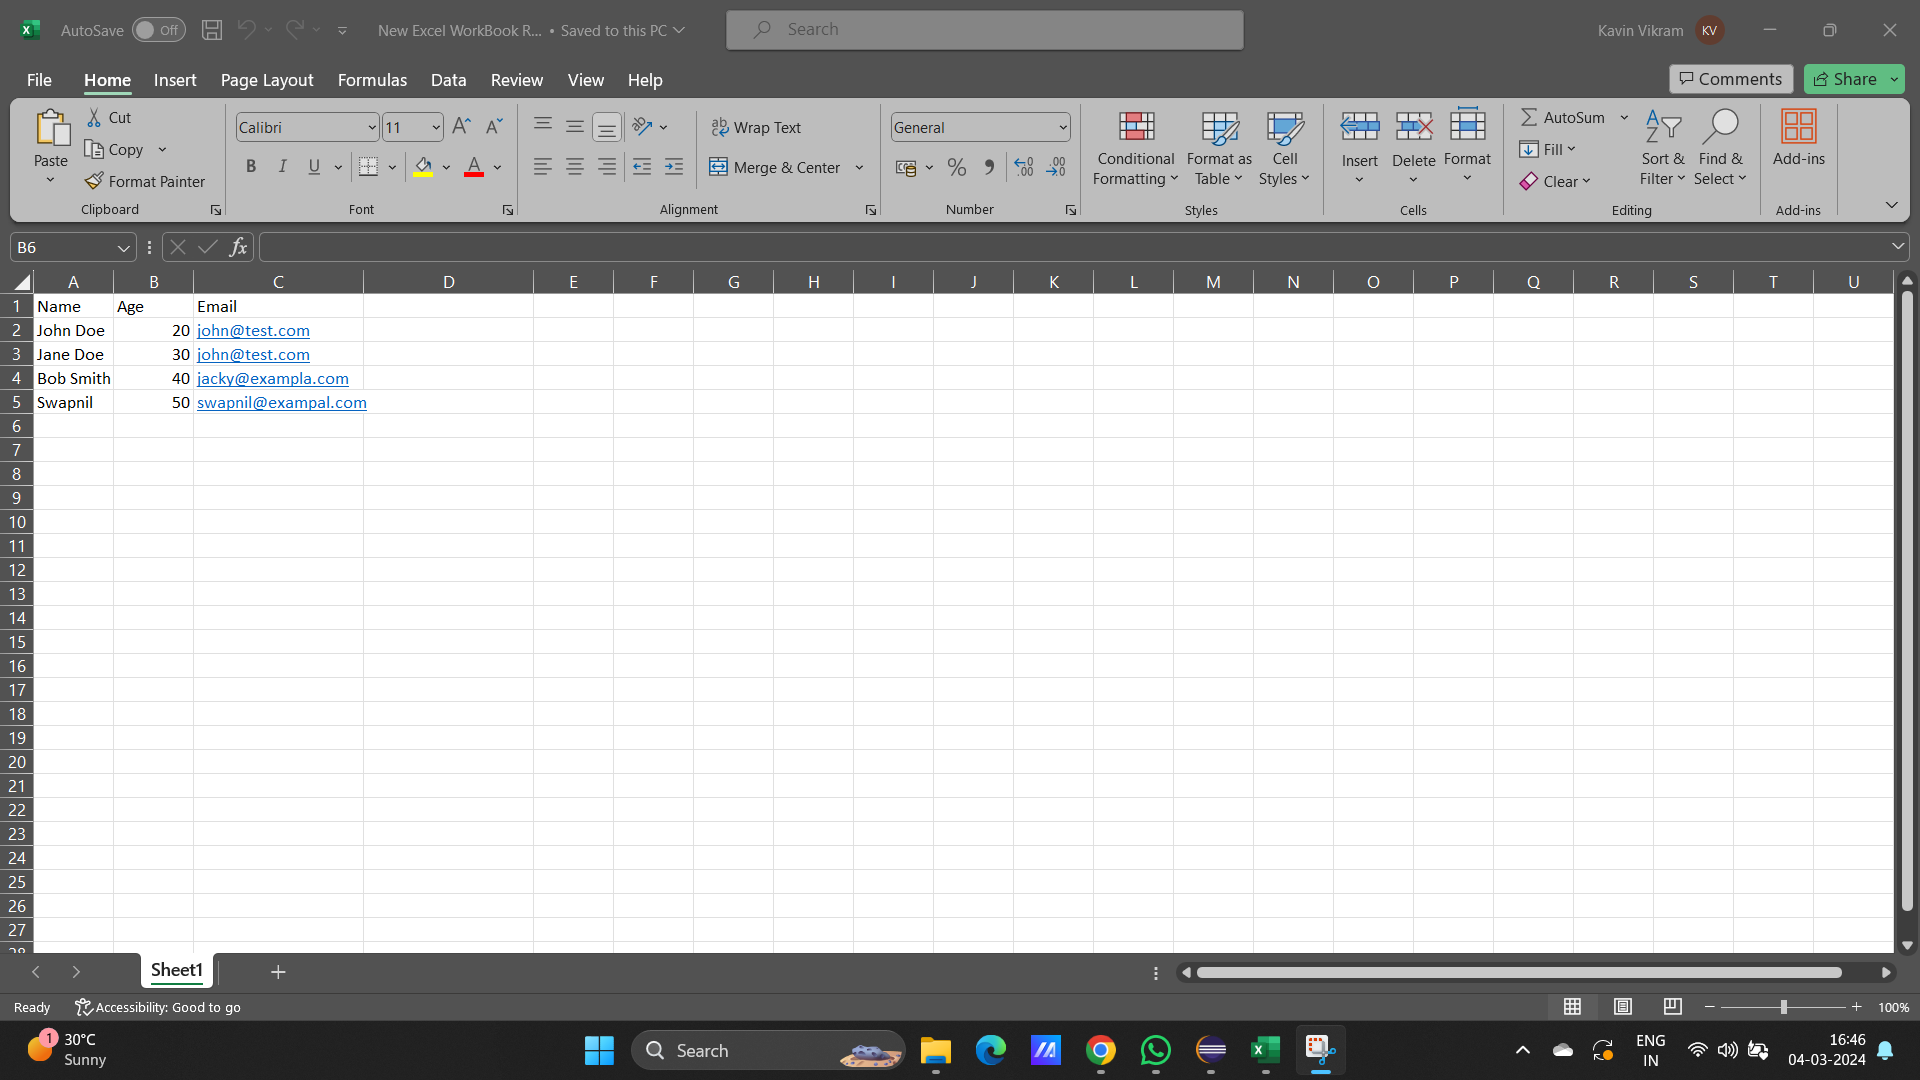 AutoSave Off New Excel WorkBook R... • Saved to this PC Search Kavin Vikram KV
File Home Insert Page Layout Formulas Data Review View Help Comments Share
Paste Cut Copy Format Painter Clipboard
Calibri 11 B I U A Font
Wrap Text Merge & Center Alignment
General % Number
Conditional Formatting Format as Table Cell Styles Styles
Insert Delete Format Cells
AutoSum Fill Clear Sort & Filter Find & Select Editing
Add-ins Add-ins
B6 fx
A B C D E F G H I J K L M N O P Q R S T U
1 Name Age Email
2 John Doe 20 john@test.com
3 Jane Doe 30 john@test.com
4 Bob Smith 40 jacky@exampla.com
5 Swapnil 50 swapnil@exampal.com
6
7
8
9
10
11
12
13
14
15
16
17
18
19
20
21
22
23
24
25
26
27
28
Sheet1
Ready Accessibility: Good to go 100%
1 30°C Search ENG 16:46
Sunny IN 04-03-2024